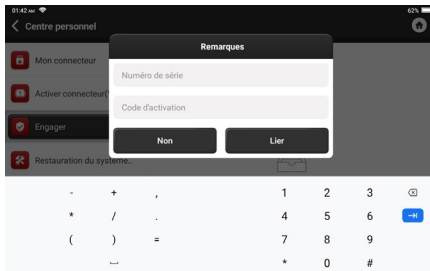 01:42 AM
62%
Centre personnel
Remarques
Mon connecteur
Numéro de série
Activer connecteur(
Code d'activation
Engager
Non
Lier
Restauration du système..
- + , 1 2 3
* / . 4 5 6
( ) = 7 8 9
* 0 #